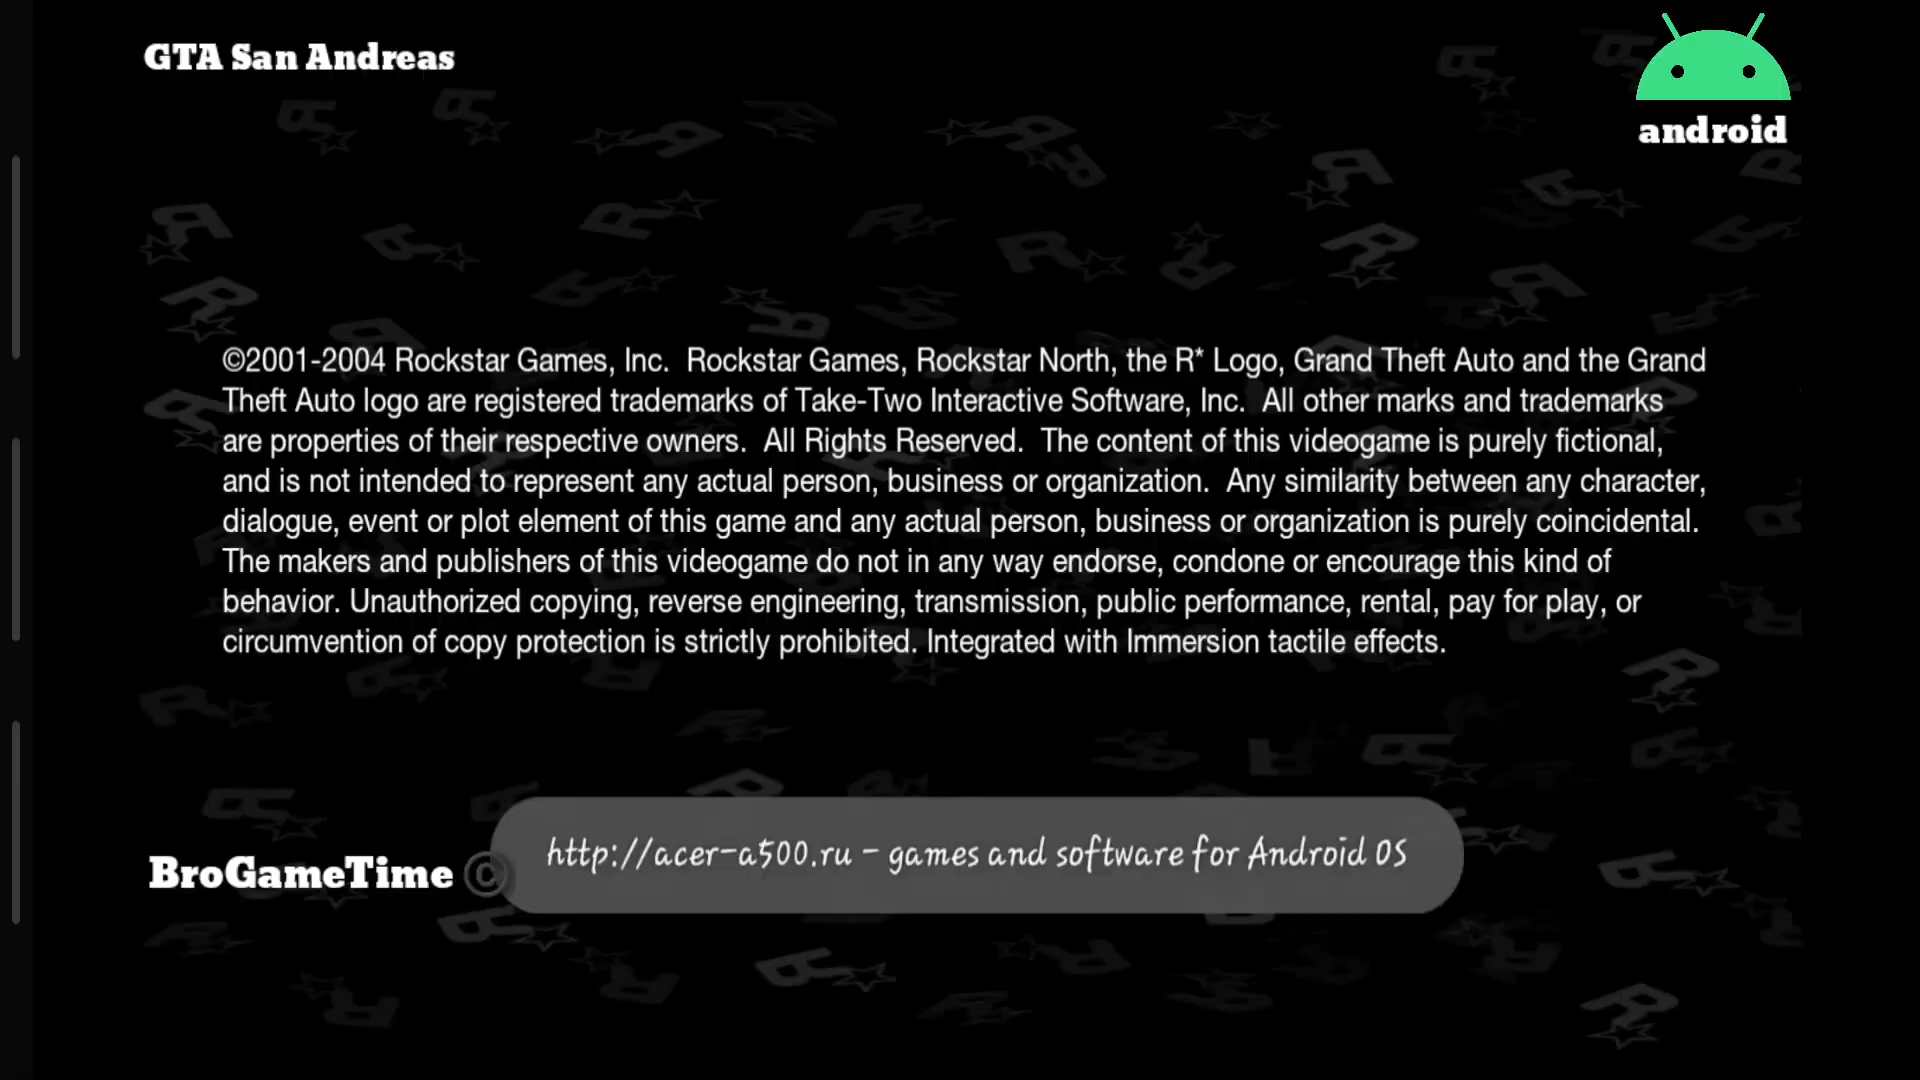 GTA San Andreas
android
©2001-2004 Rockstar Games, Inc.  Rockstar Games, Rockstar North, the R* Logo, Grand Theft Auto and the Grand
Theft Auto logo are registered trademarks of Take-Two Interactive Software, Inc.  All other marks and trademarks
are properties of their respective owners.  All Rights Reserved.  The content of this videogame is purely fictional,
and is not intended to represent any actual person, business or organization.  Any similarity between any character,
dialogue, event or plot element of this game and any actual person, business or organization is purely coincidental.
The makers and publishers of this videogame do not in any way endorse, condone or encourage this kind of
behavior. Unauthorized copying, reverse engineering, transmission, public performance, rental, pay for play, or
circumvention of copy protection is strictly prohibited. Integrated with Immersion tactile effects.
http://acer-a500.ru - games and software for Android OS
BroGameTime ©